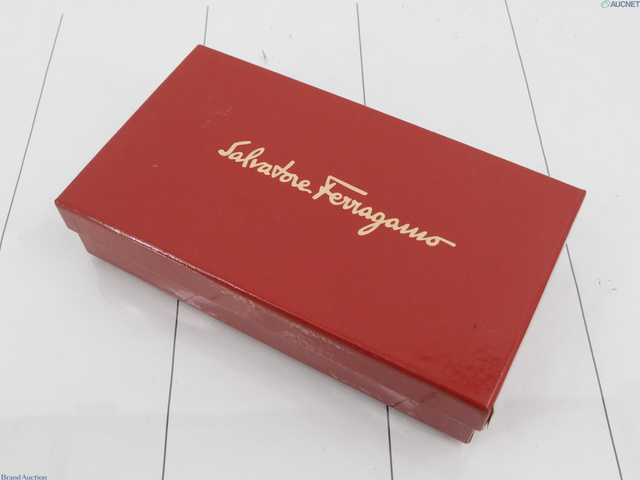 AUCNET
Salvatore Ferragamo
Brand Auction